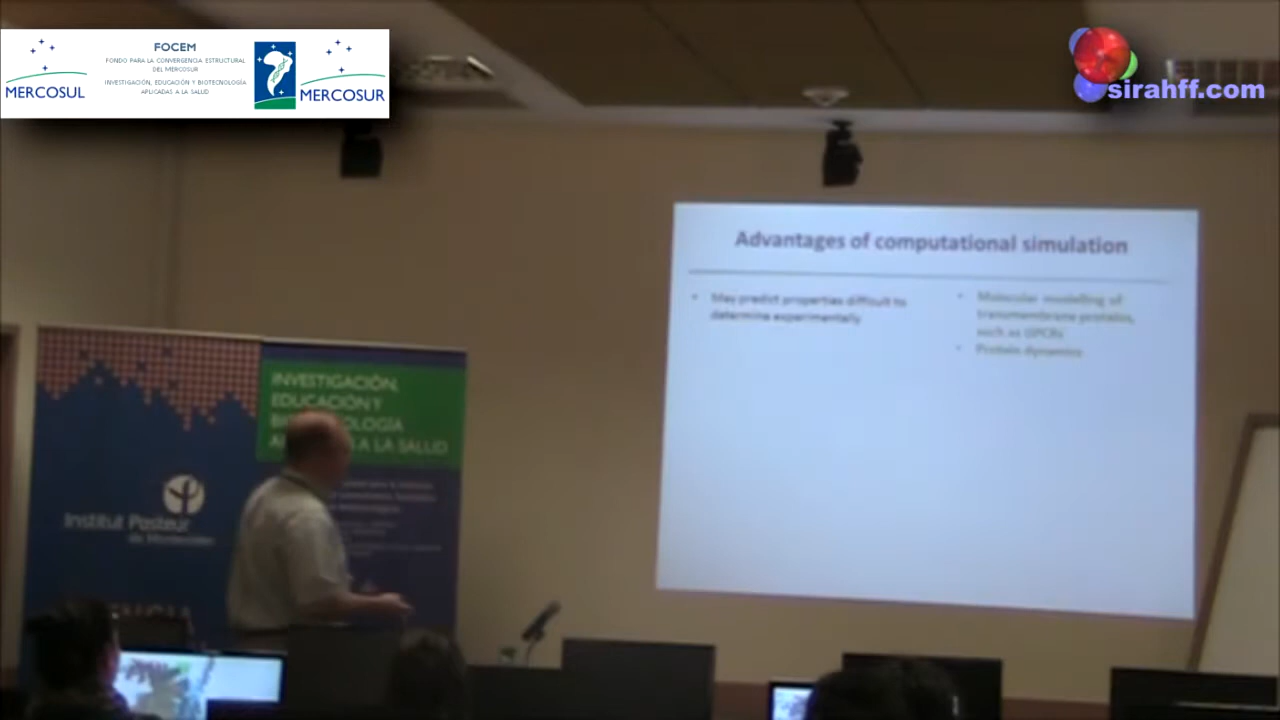 FOCEM
FONDO PARA LA CONVERGENCIA ESTRUCTURAL
DEL MERCOSUR
INVESTIGACIÓN, EDUCACIÓN Y BIOTECNOLOGÍA
APLICADAS A LA SALUD
MERCOSUL
MERCOSUR
sirahff.com
Advantages of computational simulation
• May predict properties difficult to
determine experimentally
• Molecular modelling of
transmembrane proteins,
such as GPCRs
• Protein dynamics
INVESTIGACIÓN,
EDUCACIÓN Y
A LA SALUD
Institut Pasteur
de Montevideo